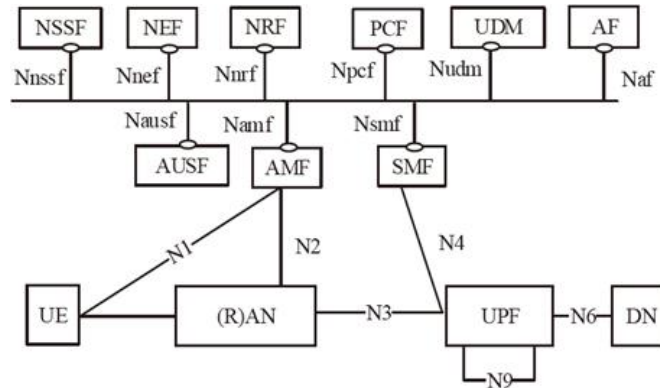 NSSF NEF NRF PCF UDM AF
Nnssf Nnef Nnrf Npcf Nudm Naf
Nausf Namf Nsmf
AUSF AMF SMF
N1 N2 N4
UE (R)AN N3 UPF N6 DN
N9